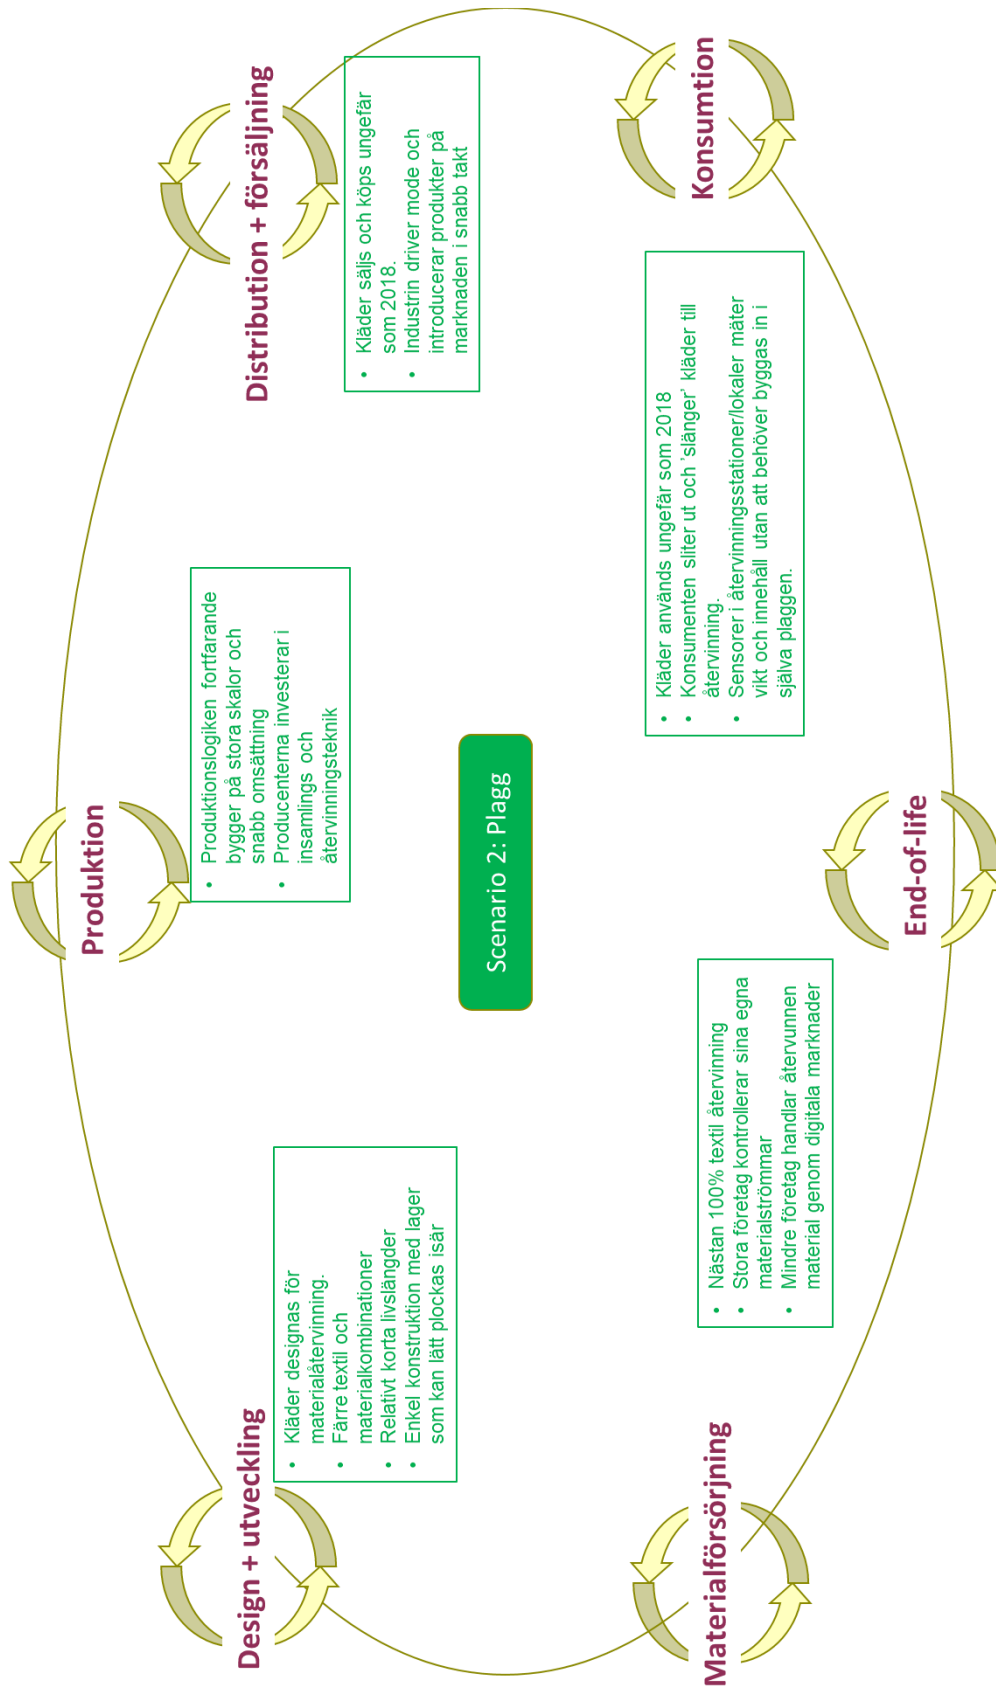 Produktion
Design + utveckling
Distribution + försäljning
• Produktionslogiken fortfarande
bygger på stora skalor och
snabb omsättning
• Producenterna investerar i
insamlings och
återvinningsteknik
• Kläder designas för
materialåtervinning.
• Färre textil och
materialkombinationer
• Relativt korta livslängder
• Enkel konstruktion med lager
som kan lätt plockas isär
• Kläder säljs och köps ungefär
som 2018.
• Industrin driver mode och
introducerar produkter på
marknaden i snabb takt
Scenario 2: Plagg
• Nästan 100% textil återvinning
• Stora företag kontrollerar sina egna
materialströmmar
• Mindre företag handlar återvunnen
material genom digitala marknader
• Kläder används ungefär som 2018
• Konsumenten sliter ut och ’slänger’ kläder till
återvinning.
• Sensorer i återvinningsstationer/lokaler mäter
vikt och innehåll utan att behöver byggas in i
själva plaggen.
Materialförsörjning
Konsumtion
End-of-life